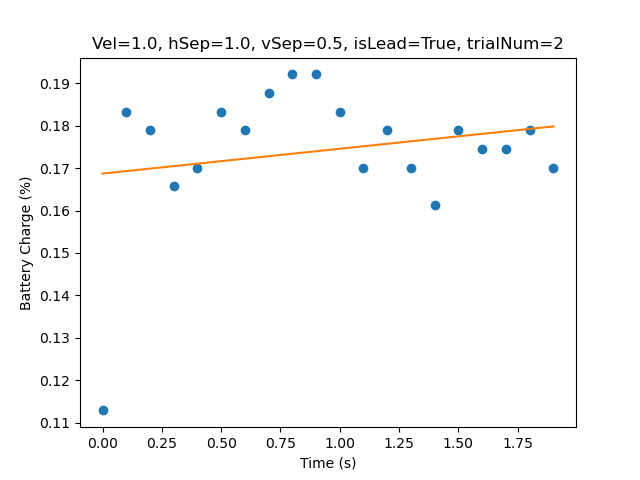 Vel=1.0, hSep=1.0, vSep=0.5, isLead=True, trialNum=2
0.19
0.18
0.17
0.16
0.15
0.14
0.13
0.12
0.11
Battery Charge (%)
0.00 0.25 0.50 0.75 1.00 1.25 1.50 1.75
Time (s)